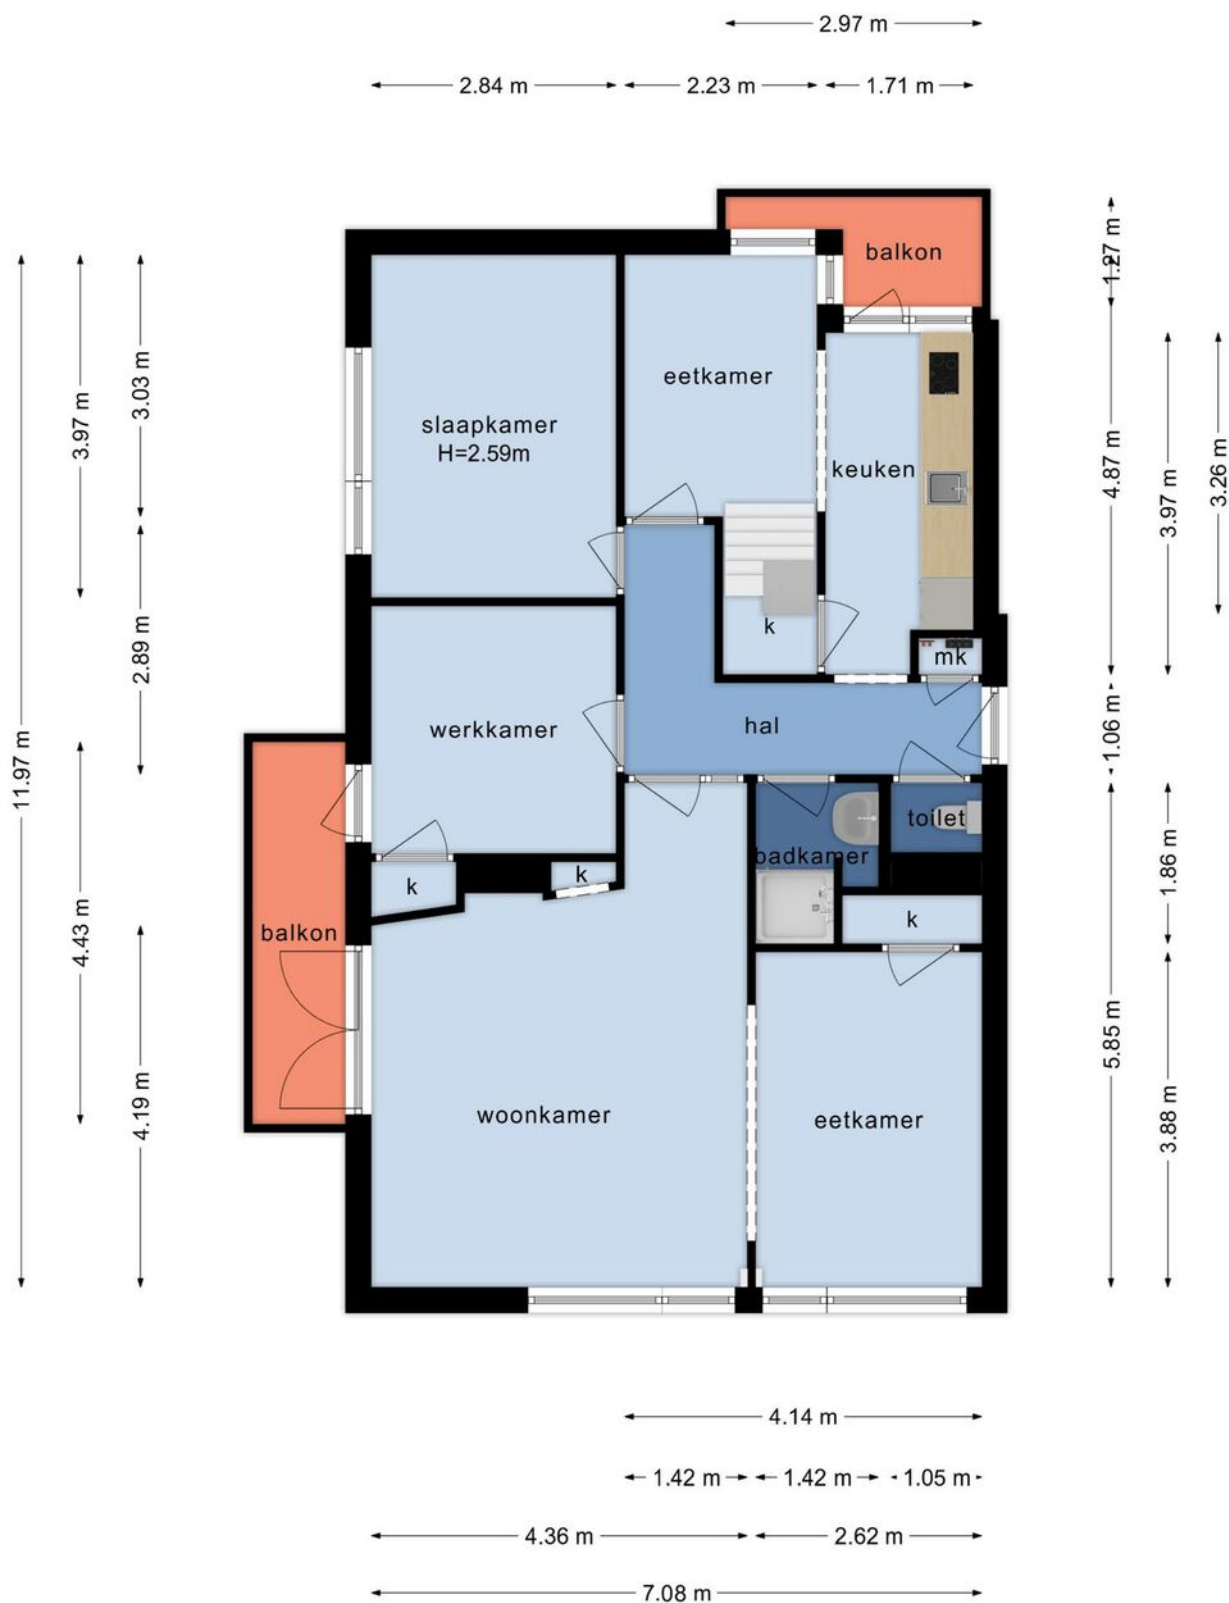 2.97 m
2.84 m
2.23 m
1.71 m
balkon
1.27 m
eetkamer
slaapkamer
H=2.59m
keuken
3.03 m
3.97 m
4.87 m
3.97 m
3.26 m
k
mk
2.89 m
werkkamer
hal
1.06 m
11.97 m
toilet
badkamer
k
k
k
1.86 m
balkon
4.43 m
5.85 m
4.19 m
woonkamer
eetkamer
3.88 m
4.14 m
1.42 m
1.42 m
1.05 m
4.36 m
2.62 m
7.08 m